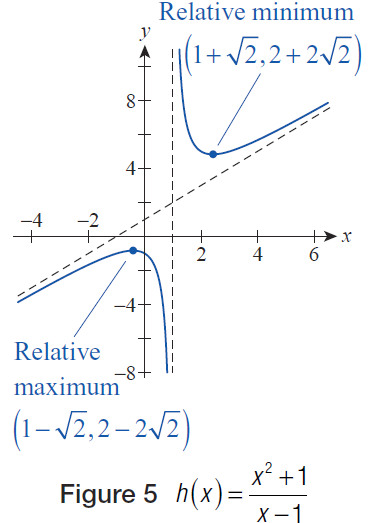 Relative minimum
(1+√2, 2+2√2)
y
8
4
-4 -2
2 4 6 x
-4
-8
Relative
maximum
(1-√2, 2-2√2)
Figure 5 h(x)= x²+1
x-1